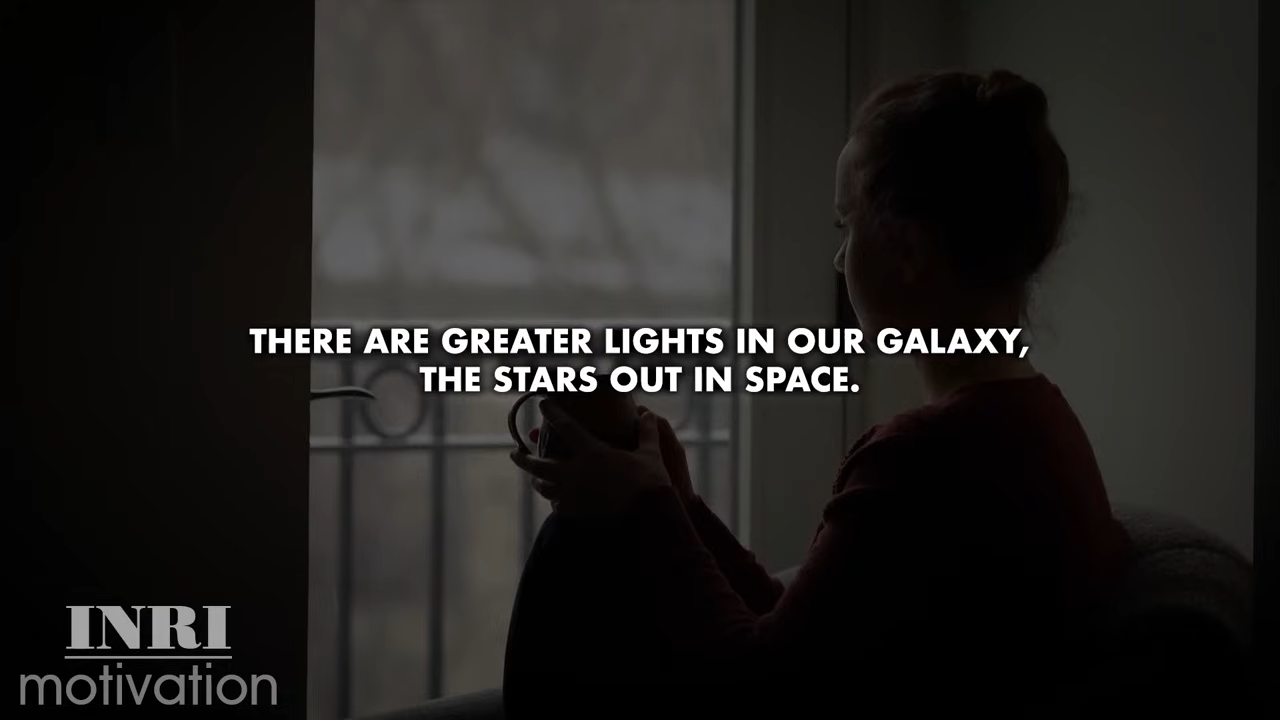 THERE ARE GREATER LIGHTS IN OUR GALAXY,
THE STARS OUT IN SPACE.
INRI
motivation